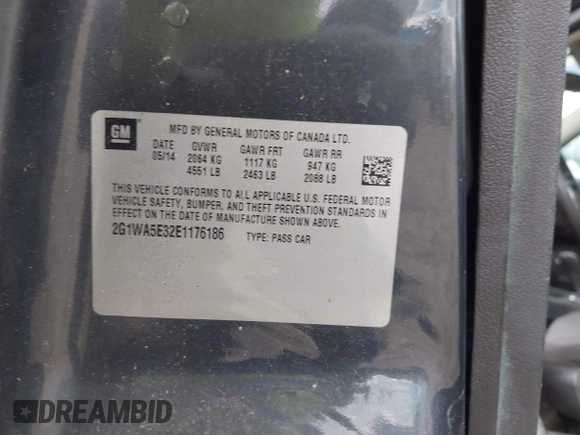 GM
MFD BY GENERAL MOTORS OF CANADA LTD.
DATE GVWR GAWR FRT GAWR RR
05/14 2064 KG 1117 KG 947 KG
4551 LB 2463 LB 2088 LB
THIS VEHICLE CONFORMS TO ALL APPLICABLE U.S. FEDERAL MOTOR
VEHICLE SAFETY, BUMPER, AND THEFT PREVENTION STANDARDS IN
EFFECT ON THE DATE OF MANUFACTURE SHOWN ABOVE.
2G1WA5E32E1176186 TYPE: PASS CAR
DREAMBID